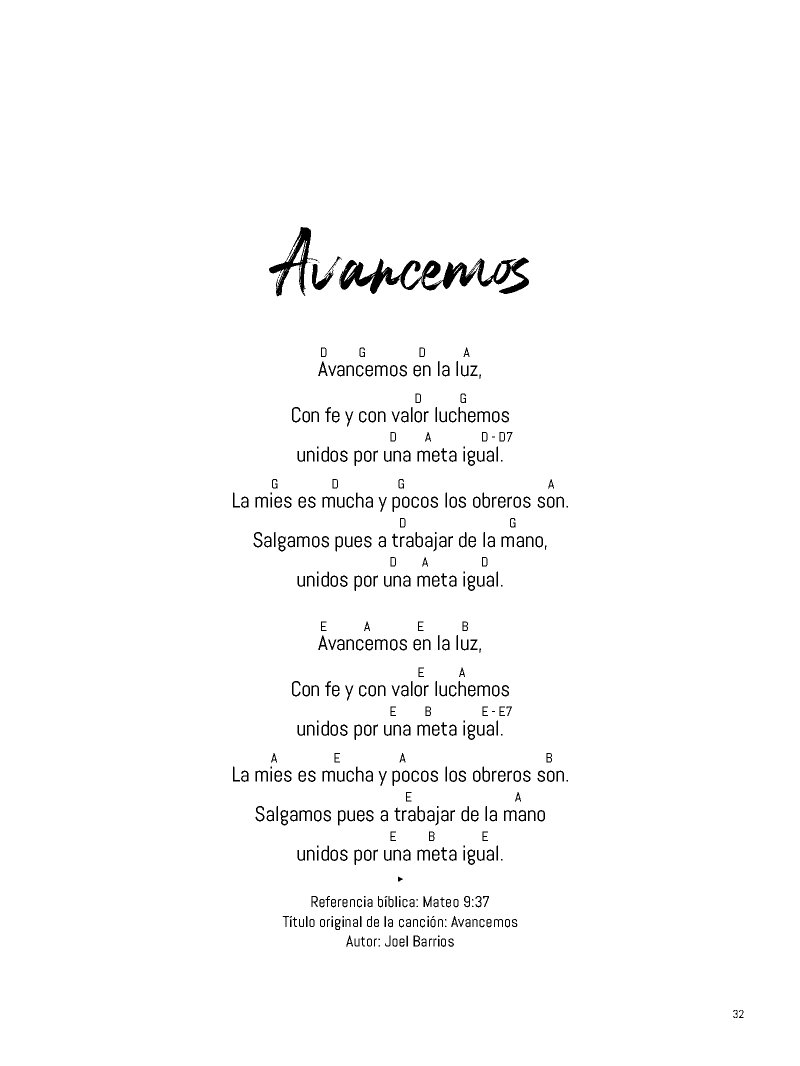 Avancemos
D G D A
Avancemos en la luz,
D G
Con fe y con valor luchemos
D A D - D7
unidos por una meta igual.
G D G A
La mies es mucha y pocos los obreros son.
D G
Salgamos pues a trabajar de la mano,
D A D
unidos por una meta igual.
E A E B
Avancemos en la luz,
E A
Con fe y con valor luchemos
E B E - E7
unidos por una meta igual.
A E A B
La mies es mucha y pocos los obreros son.
E A
Salgamos pues a trabajar de la mano
E B E
unidos por una meta igual.
Referencia bíblica: Mateo 9:37
Título original de la canción: Avancemos
Autor: Joel Barrios
32